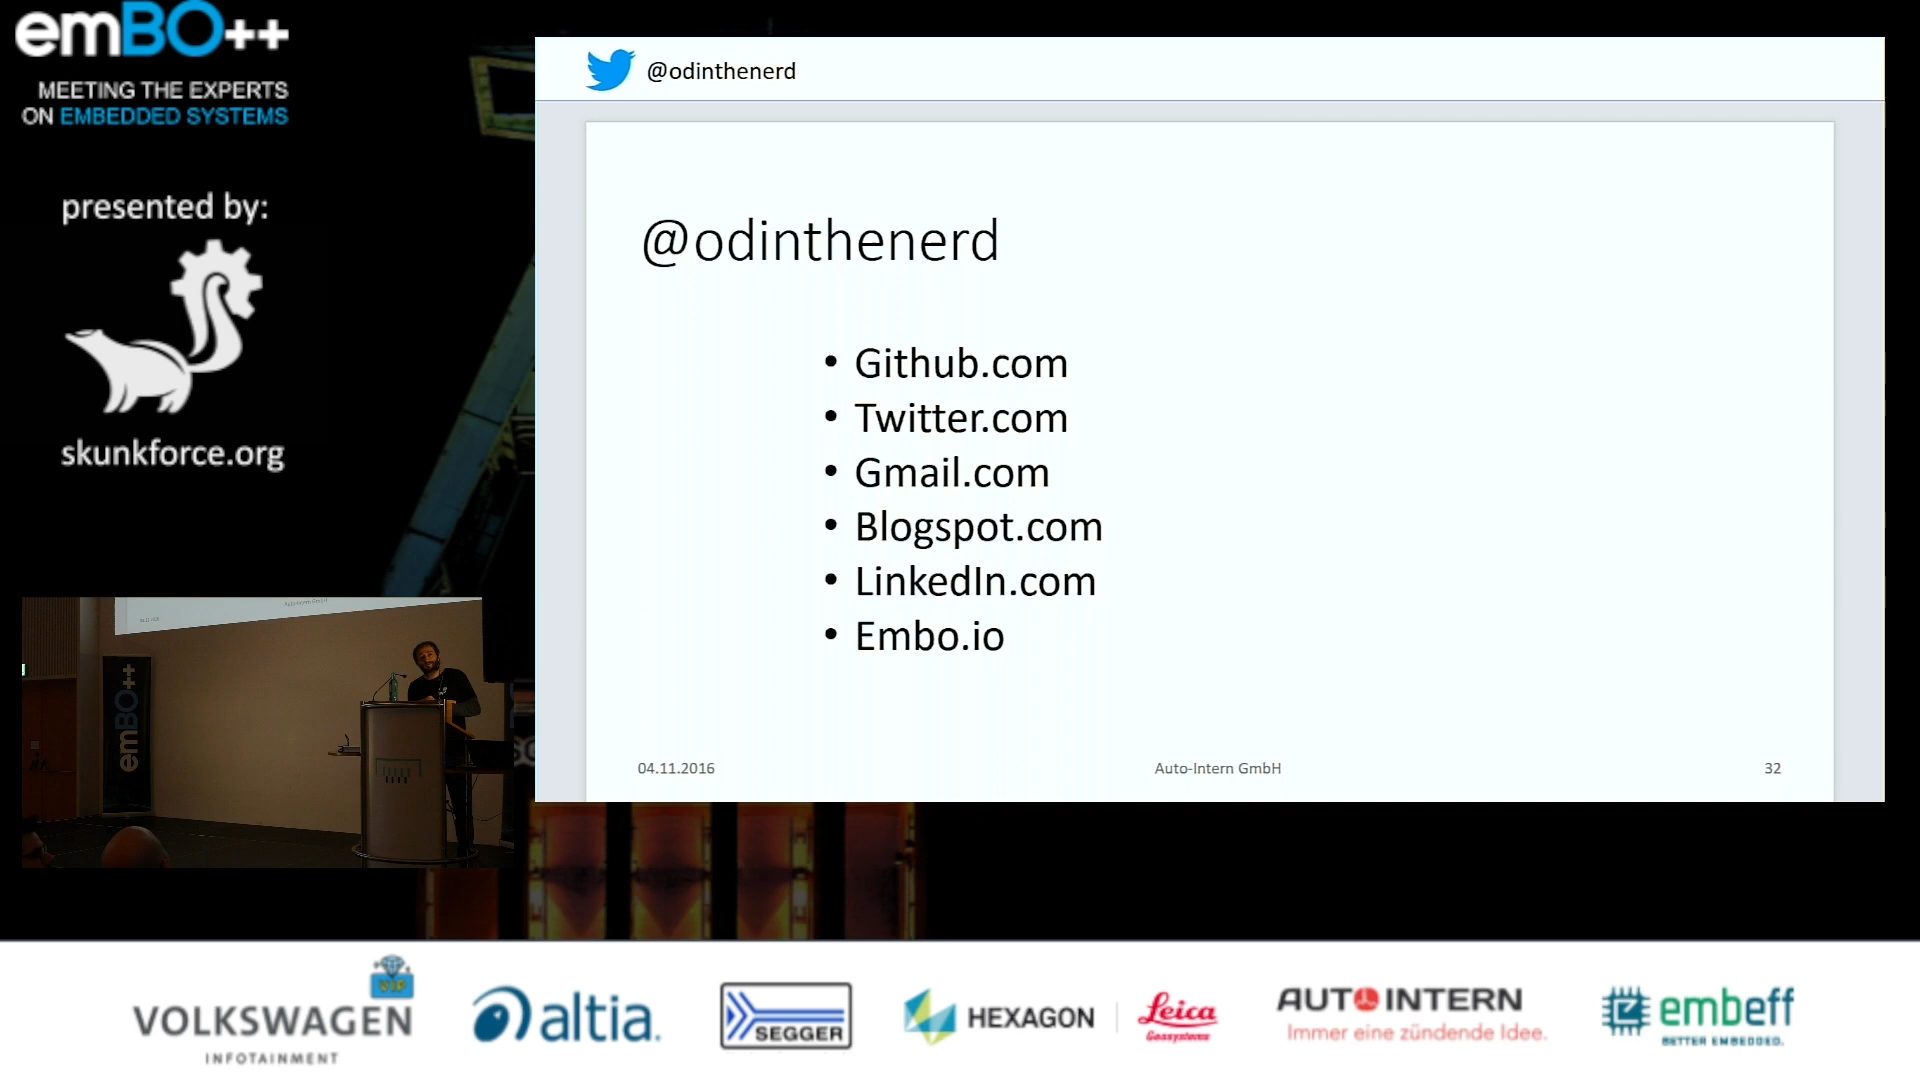 emBO++
MEETING THE EXPERTS
ON EMBEDDED SYSTEMS
presented by:
skunkforce.org
@odinthenerd
@odinthenerd
• Github.com
• Twitter.com
• Gmail.com
• Blogspot.com
• LinkedIn.com
• Embo.io
04.11.2016
Auto-Intern GmbH
32
emBO++
VIP
VOLKSWAGEN
INFOTAINMENT
altia.
SEGGER
HEXAGON
Leica
Geosystems
AUTOINTERN
Immer eine zündende Idee.
embeff
BETTER EMBEDDED.